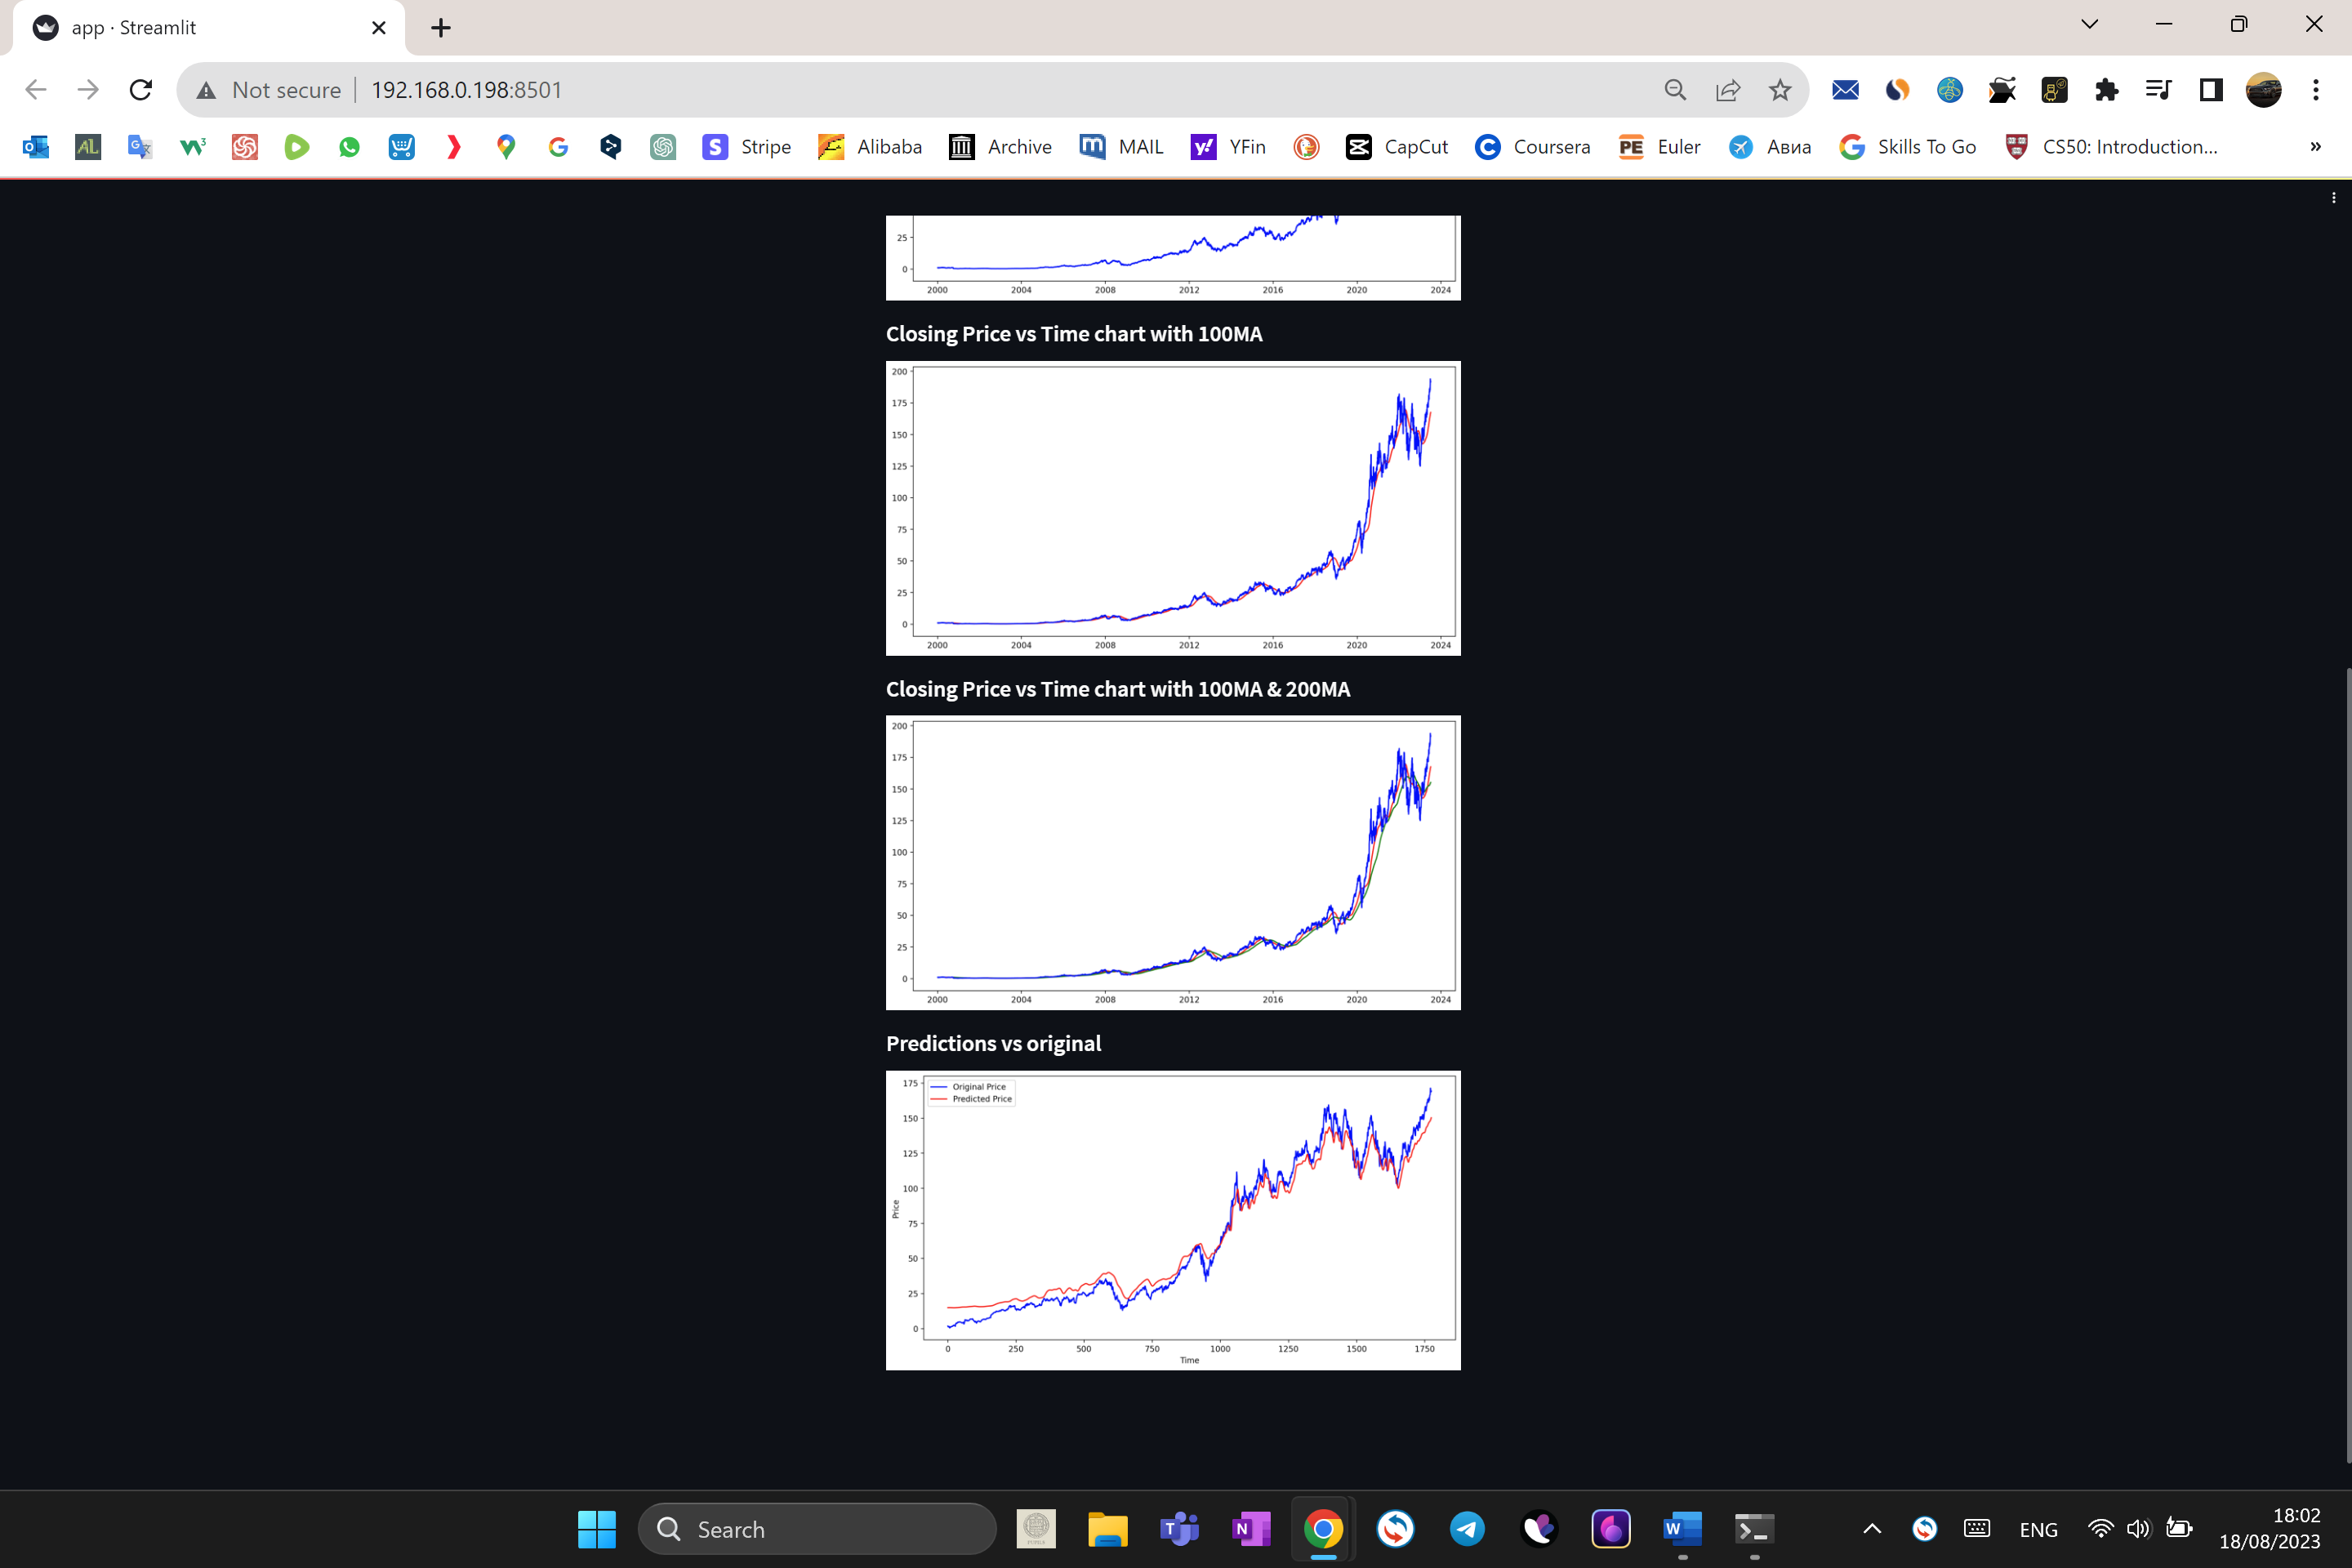 app · Streamlit
Not secure
192.168.0.198:8501
Stripe
Alibaba
Archive
MAIL
YFin
CapCut
Coursera
PE Euler
Авиа
Skills To Go
CS50: Introduction...
»
25
0
2000 2004 2008 2012 2016 2020 2024
Closing Price vs Time chart with 100MA
200
175
150
125
100
75
50
25
0
2000 2004 2008 2012 2016 2020 2024
Closing Price vs Time chart with 100MA & 200MA
200
175
150
125
100
75
50
25
0
2000 2004 2008 2012 2016 2020 2024
Predictions vs original
Original Price
Predicted Price
175
150
125
100
75
50
25
0
Price
0 250 500 750 1000 1250 1500 1750
Time
Search
ENG
18:02
18/08/2023